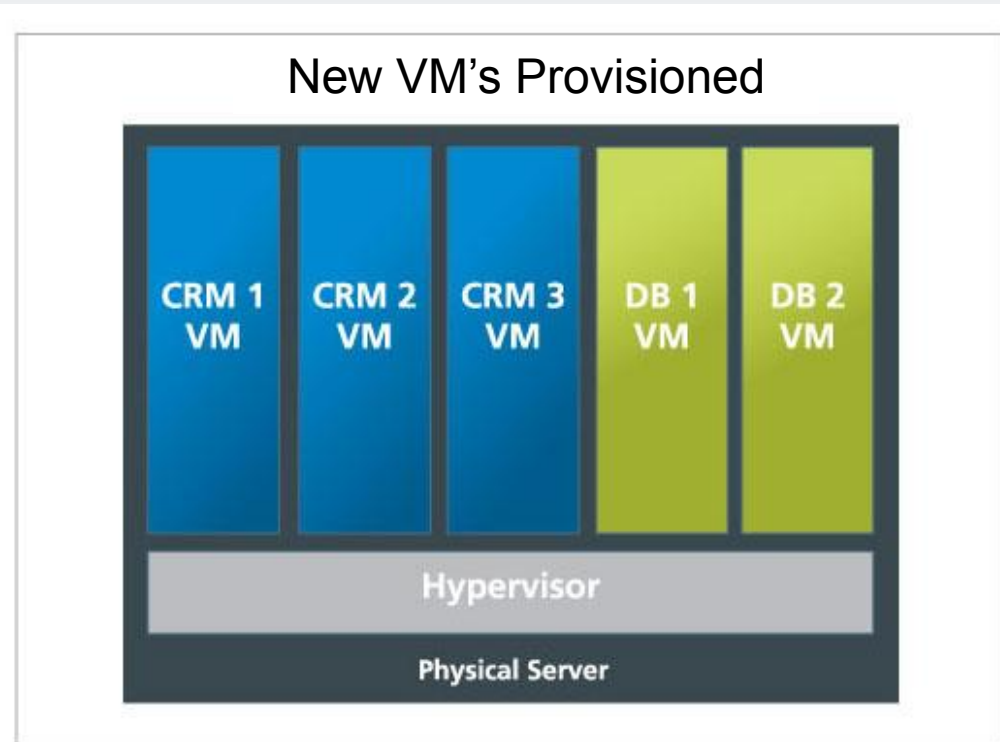 New VM’s Provisioned
CRM 1
VM
CRM 2
VM
CRM 3
VM
DB 1
VM
DB 2
VM
Hypervisor
Physical Server